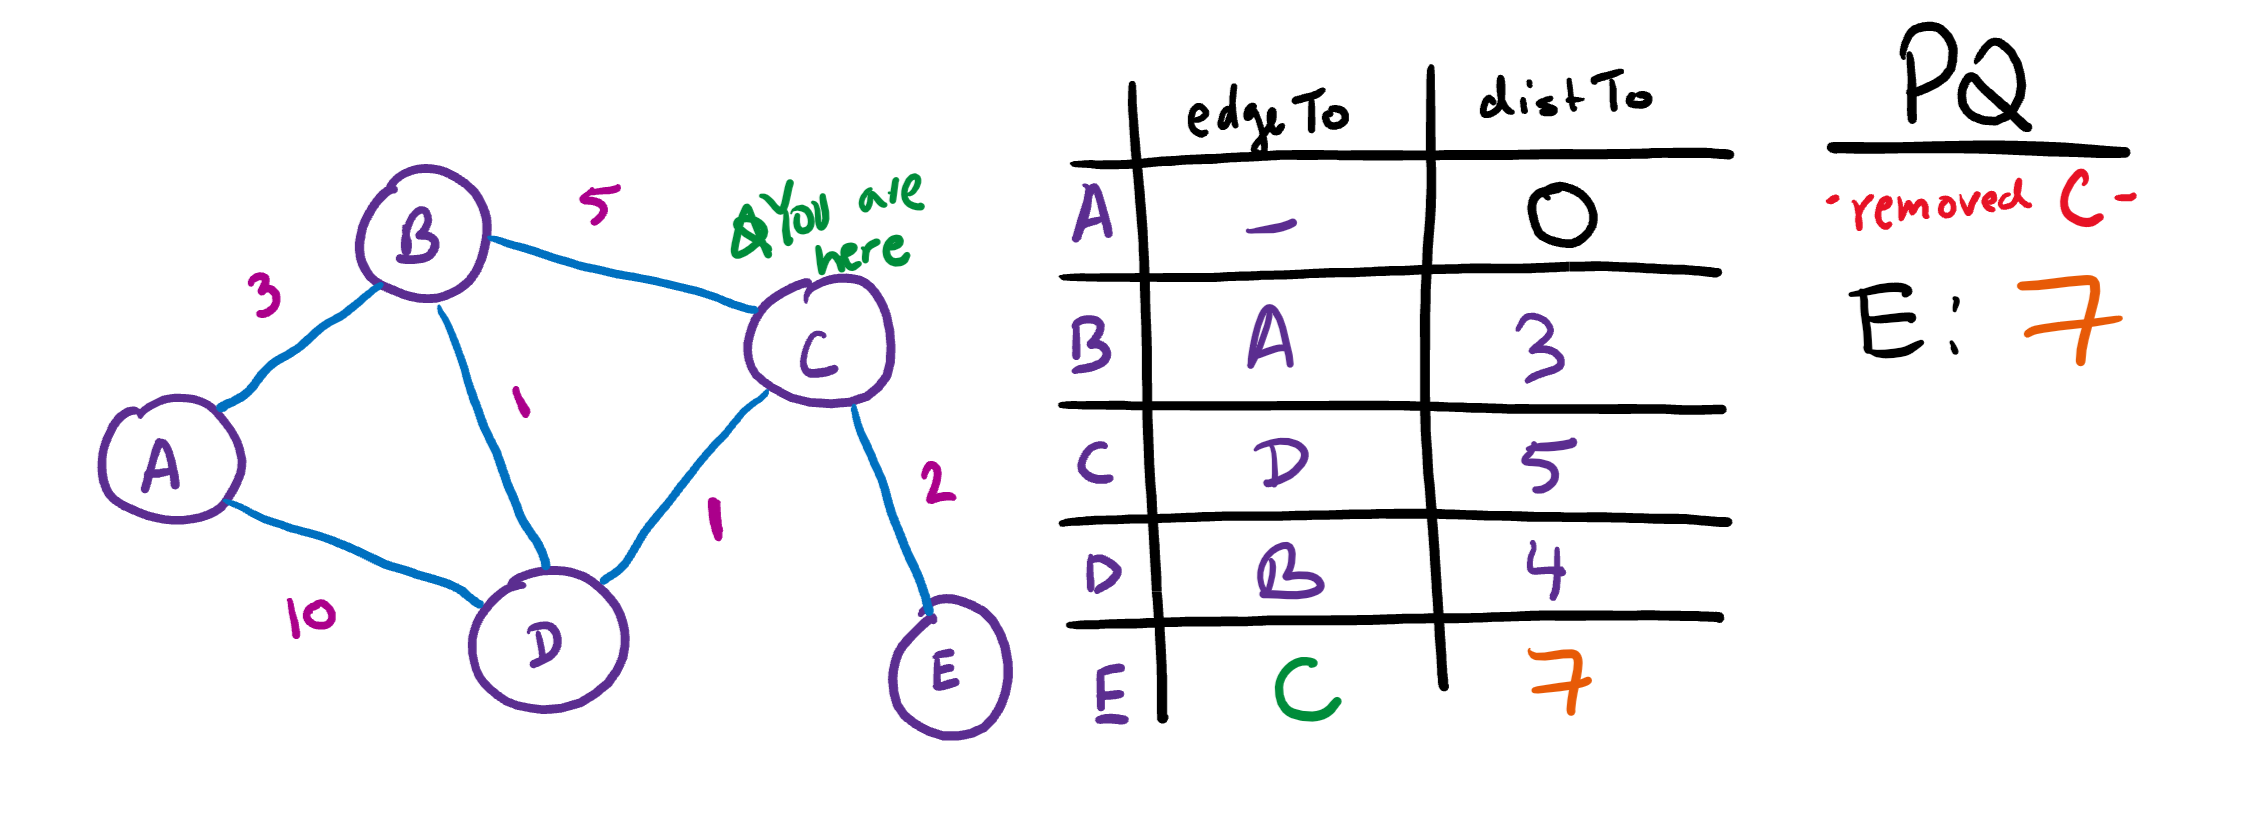 B
5
☆You are
here
3
C
1
A
2
1
10
D
E
edgeTo distTo
A - 0
B A 3
C D 5
D B 4
E C 7
PQ
-removed C-
E: 7